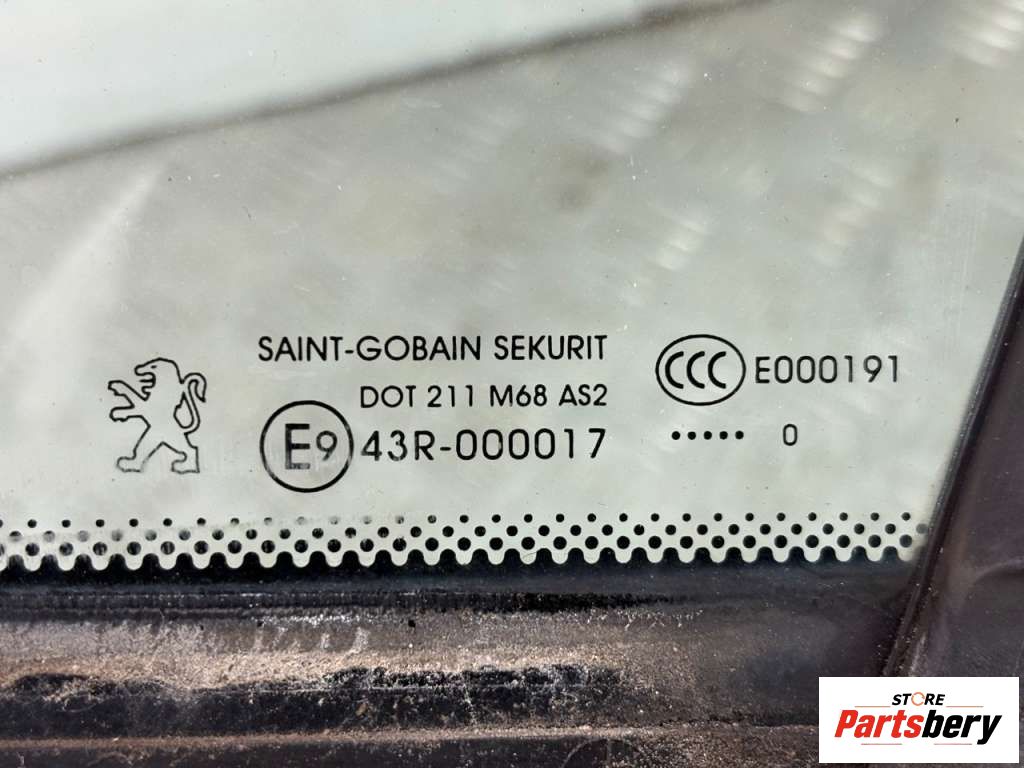 SAINT-GOBAIN SEKURIT
DOT 211 M68 AS2
E9 43R-000017
CCC E000191
..... 0
STORE
Partsbery